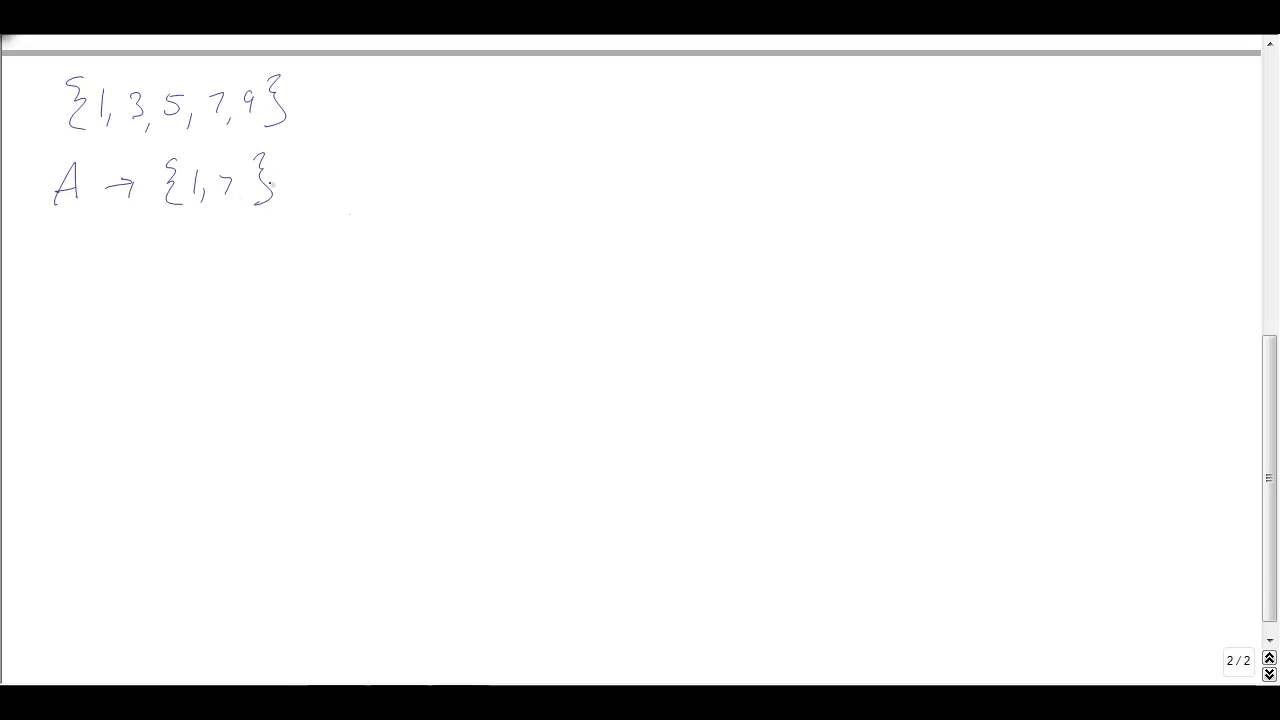 {1, 3, 5, 7, 9}
A → {1, 7}
2 / 2